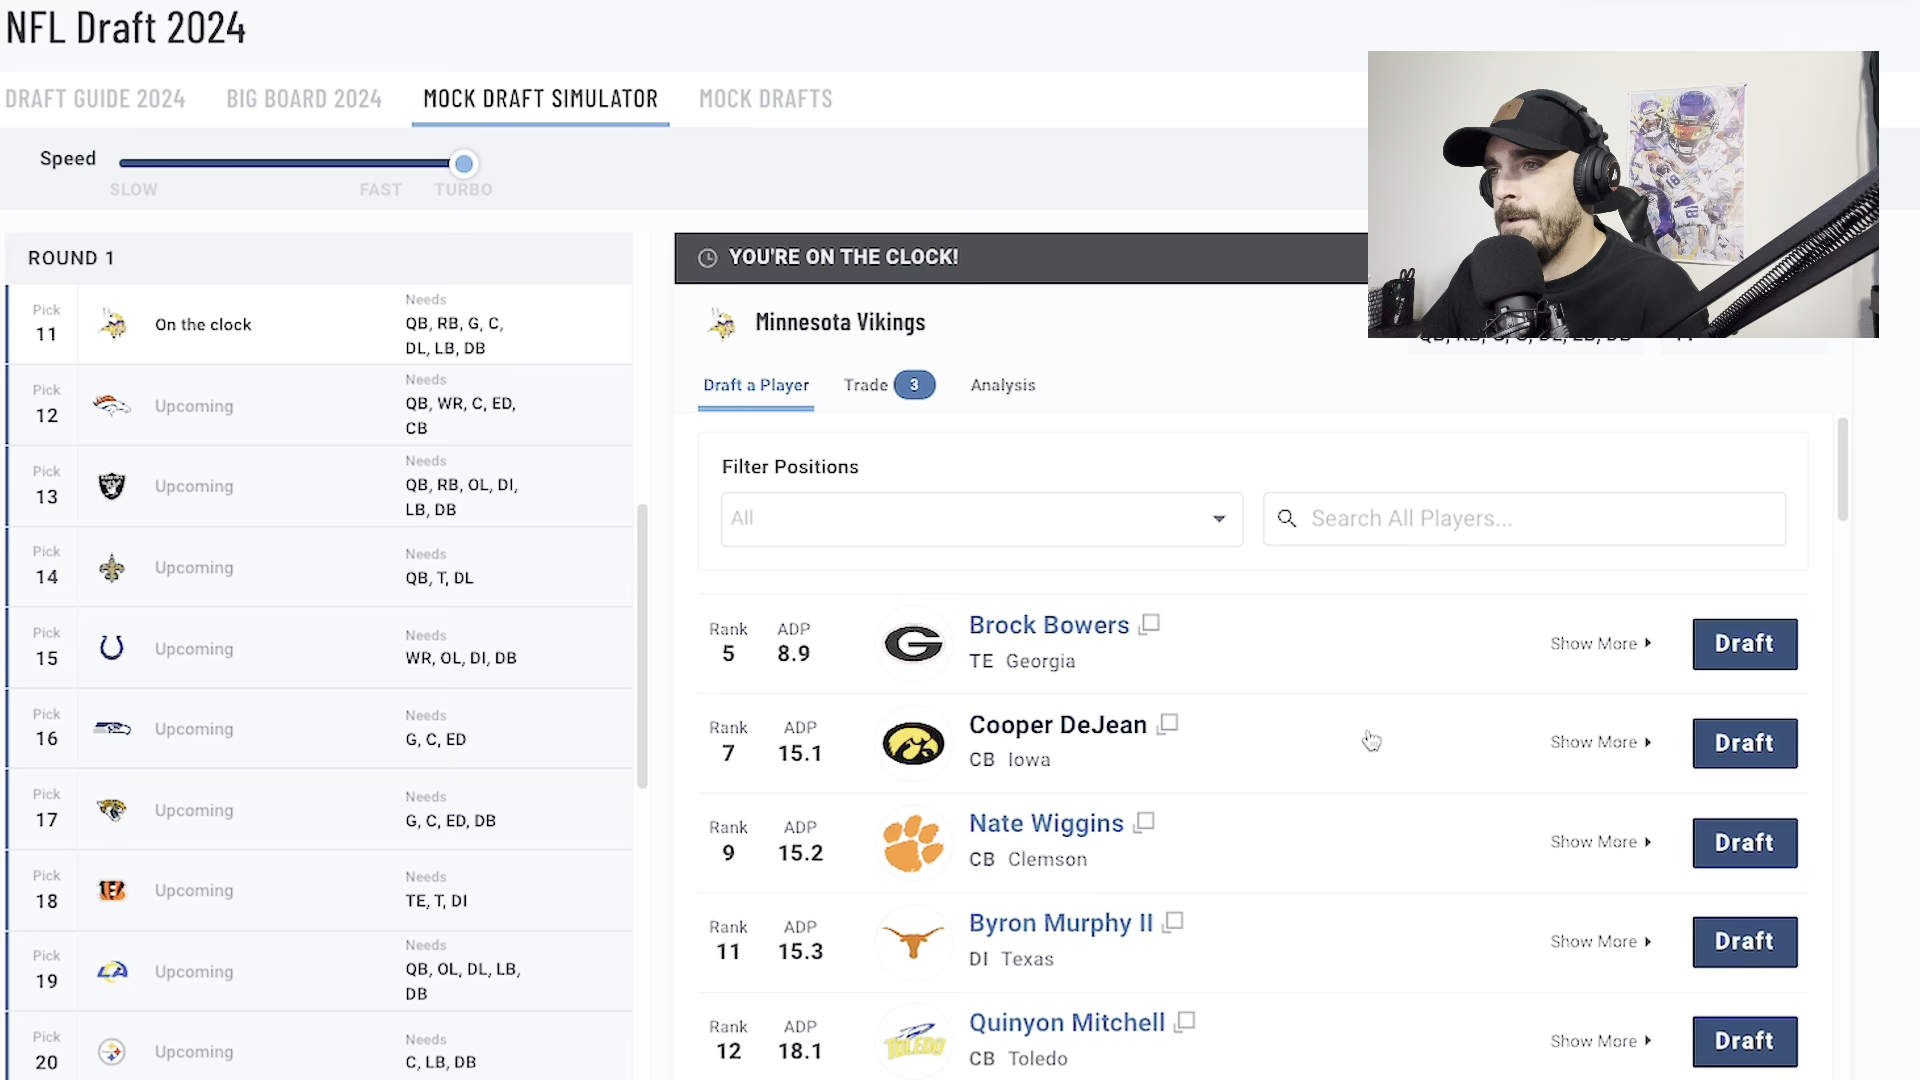 NFL Draft 2024
DRAFT GUIDE 2024
BIG BOARD 2024
MOCK DRAFT SIMULATOR
MOCK DRAFTS
Speed
SLOW
FAST
TURBO
ROUND 1
Pick
11
On the clock
Needs
QB, RB, G, C,
DL, LB, DB
Pick
12
Upcoming
Needs
QB, WR, C, ED,
CB
Pick
13
Upcoming
Needs
QB, RB, OL, DI,
LB, DB
Pick
14
Upcoming
Needs
QB, T, DL
Pick
15
Upcoming
Needs
WR, OL, DI, DB
Pick
16
Upcoming
Needs
G, C, ED
Pick
17
Upcoming
Needs
G, C, ED, DB
Pick
18
Upcoming
Needs
TE, T, DI
Pick
19
Upcoming
Needs
QB, OL, DL, LB,
DB
Pick
20
Upcoming
Needs
C, LB, DB
YOU'RE ON THE CLOCK!
Minnesota Vikings
Draft a Player
Trade 3
Analysis
Filter Positions
All
Search All Players...
Rank
5
ADP
8.9
Brock Bowers
TE Georgia
Show More
Draft
Rank
7
ADP
15.1
Cooper DeJean
CB Iowa
Show More
Draft
Rank
9
ADP
15.2
Nate Wiggins
CB Clemson
Show More
Draft
Rank
11
ADP
15.3
Byron Murphy II
DI Texas
Show More
Draft
Rank
12
ADP
18.1
TOLEDO
Quinyon Mitchell
CB Toledo
Show More
Draft